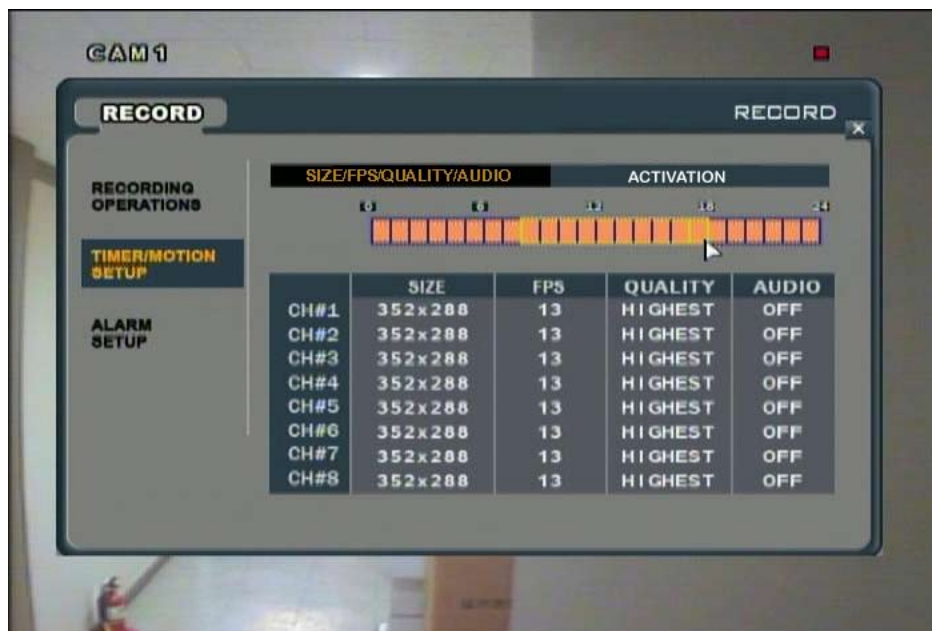 CAM 1
RECORD
RECORD
RECORDING
OPERATIONS
TIMER/MOTION
SETUP
ALARM
SETUP
SIZE/FPS/QUALITY/AUDIO
ACTIVATION
0 6 12 18 24
SIZE FPS QUALITY AUDIO
CH#1 352x288 13 HIGHEST OFF
CH#2 352x288 13 HIGHEST OFF
CH#3 352x288 13 HIGHEST OFF
CH#4 352x288 13 HIGHEST OFF
CH#5 352x288 13 HIGHEST OFF
CH#6 352x288 13 HIGHEST OFF
CH#7 352x288 13 HIGHEST OFF
CH#8 352x288 13 HIGHEST OFF